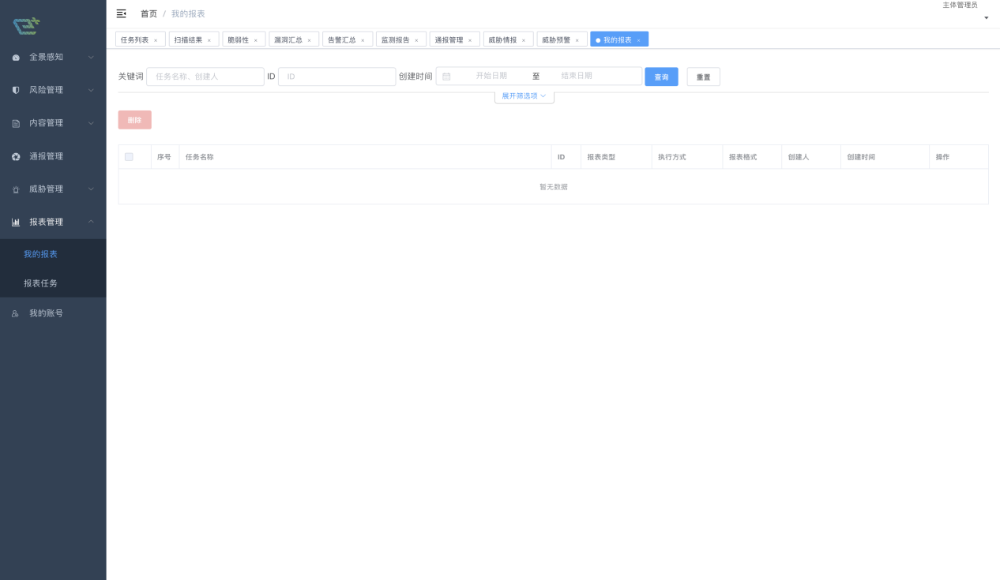 主体管理员
首页 / 我的报表
任务列表 × 扫描结果 × 脆弱性 × 漏洞汇总 × 告警汇总 × 监测报告 × 通报管理 × 威胁情报 × 威胁预警 × 我的报表 ×
全景感知
风险管理
内容管理
通报管理
威胁管理
报表管理
我的报表
报表任务
我的账号
关键词 任务名称、创建人 ID ID 创建时间 开始日期 至 结束日期 查询 重置
展开筛选项
删除
序号 任务名称 ID 报表类型 执行方式 报表格式 创建人 创建时间 操作
暂无数据